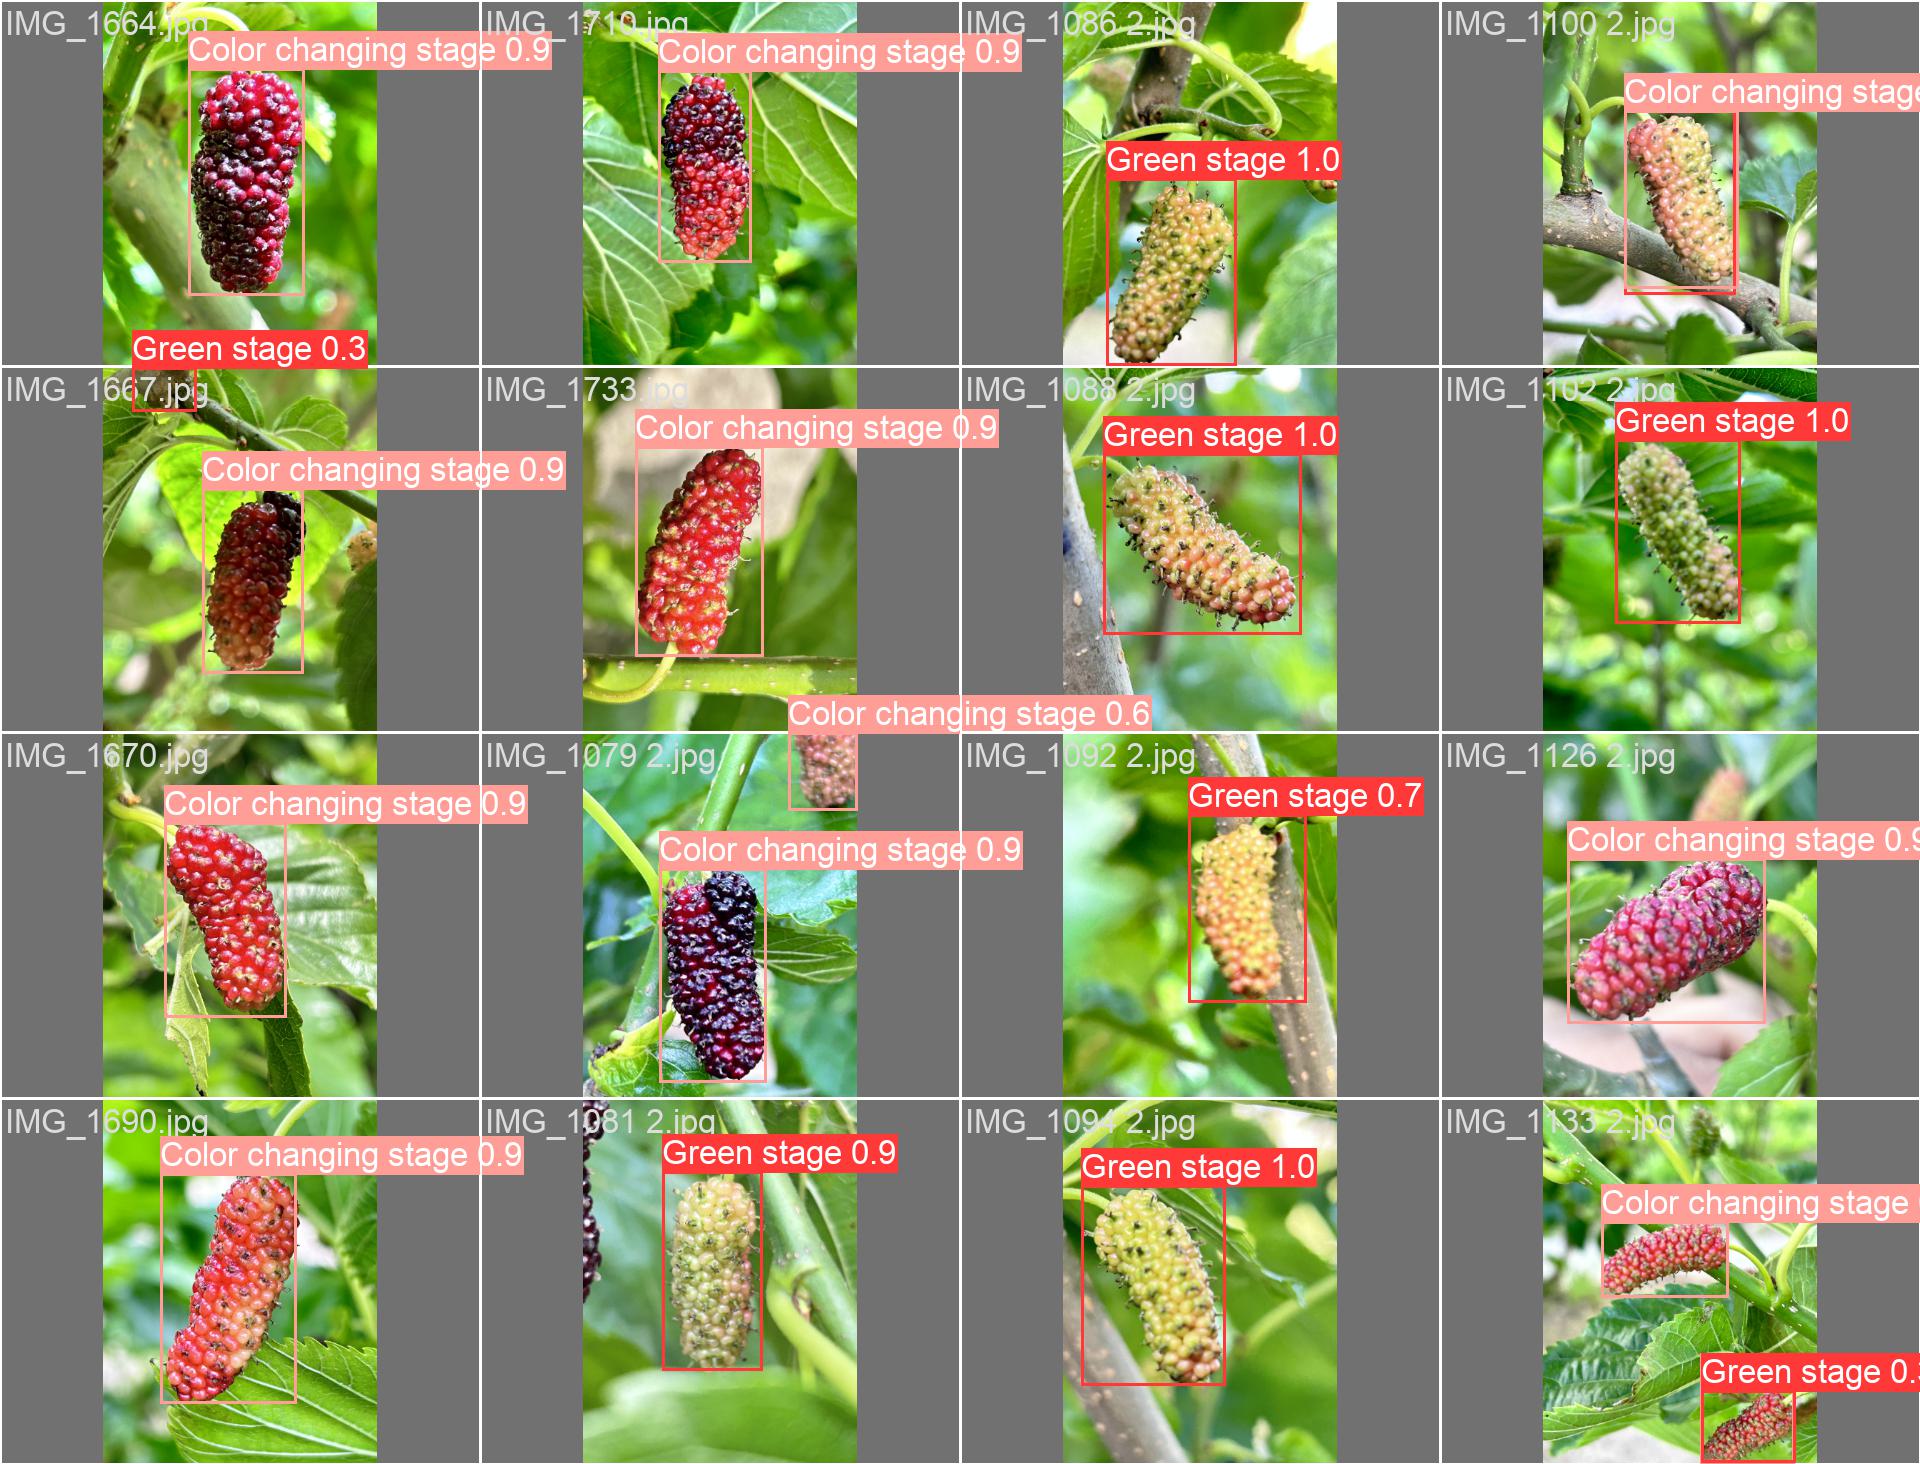 IMG_1664.jpg
Color changing stage 0.9
IMG_1710.jpg
Color changing stage 0.9
IMG_1086 2.jpg
Green stage 1.0
IMG_1100 2.jpg
Color changing stage
IMG_1667.jpg
Green stage 0.3
Color changing stage 0.9
IMG_1733.jpg
Color changing stage 0.9
IMG_1088 2.jpg
Green stage 1.0
IMG_1102 2.jpg
Green stage 1.0
IMG_1670.jpg
Color changing stage 0.9
IMG_1079 2.jpg
Color changing stage 0.6
Color changing stage 0.9
IMG_1092 2.jpg
Green stage 0.7
IMG_1126 2.jpg
Color changing stage 0.9
IMG_1690.jpg
Color changing stage 0.9
IMG_1081 2.jpg
Green stage 0.9
IMG_1094 2.jpg
Green stage 1.0
IMG_1133 2.jpg
Color changing stage
Green stage 0.